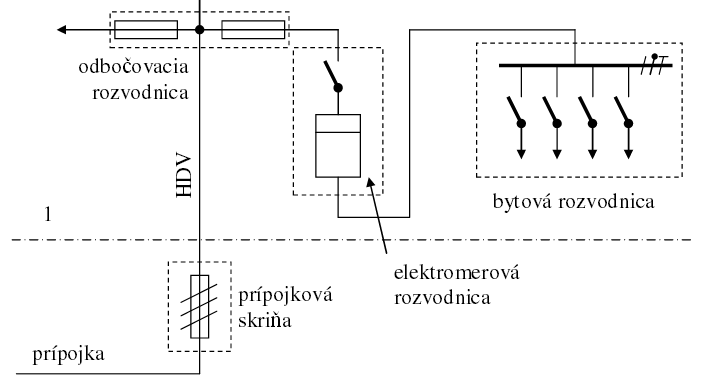 odbočovacia
rozvodnica
HDV
1
bytová rozvodnica
elektromerová
rozvodnica
prípojková
skriňa
prípojka